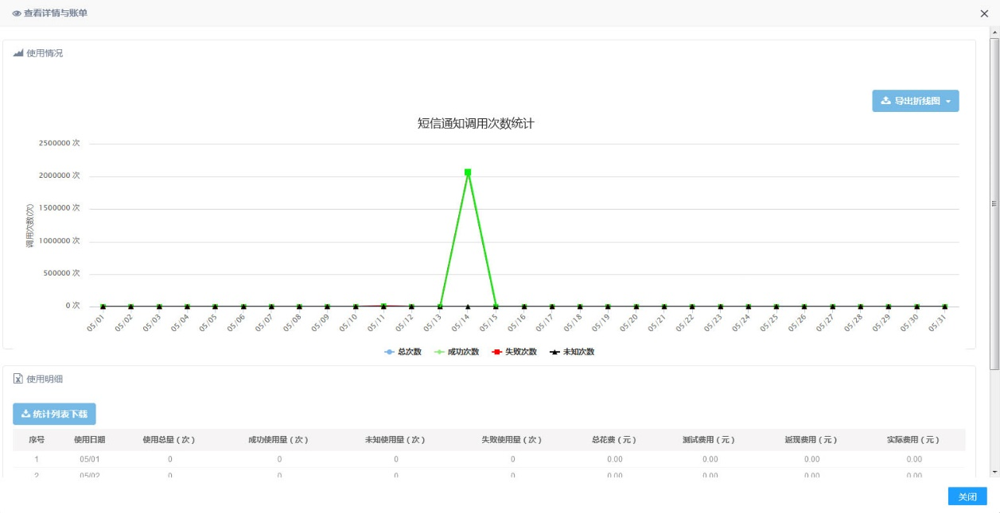 查看详情与账单
使用情况
导出折线图
短信通知调用次数统计
2500000 次
2000000 次
1500000 次
1000000 次
500000 次
0 次
调用次数(次)
05/01 05/02 05/03 05/04 05/05 05/06 05/07 05/08 05/09 05/10 05/11 05/12 05/13 05/14 05/15 05/16 05/17 05/18 05/19 05/20 05/21 05/22 05/23 05/24 05/25 05/26 05/27 05/28 05/29 05/30 05/31
总次数 成功次数 失败次数 未知次数
使用明细
统计列表下载
序号 使用日期 使用总量（次） 成功使用量（次） 未知使用量（次） 失败使用量（次） 总花费（元） 测试费用（元） 返现费用（元） 实际费用（元）
1 05/01 0 0 0 0 0.00 0.00 0.00 0.00
2 05/02 0 0 0 0 0.00 0.00 0.00 0.00
关闭